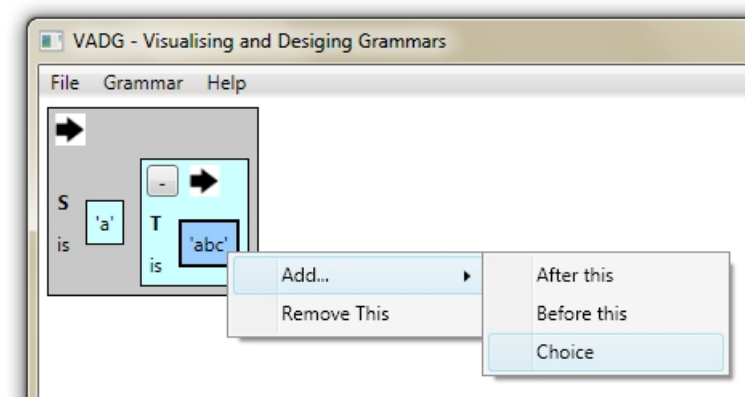 VADG - Visualising and Desiging Grammars
File Grammar Help
-
S
is
'a'
T
is
'abc'
Add...
Remove This
After this
Before this
Choice